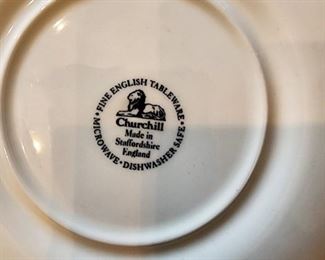 • FINE ENGLISH TABLEWARE •
Churchill
Made in
Staffordshire
England
MICROWAVE • DISHWASHER SAFE